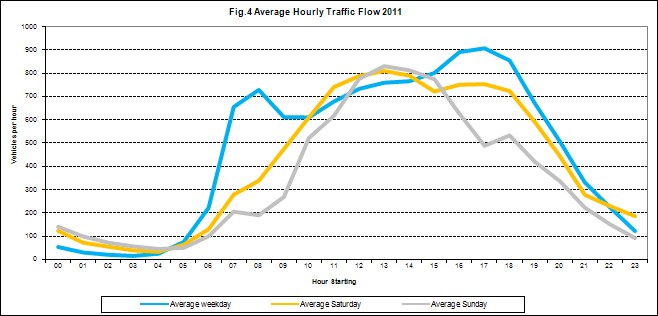 Fig.4 Average Hourly Traffic Flow 2011
1000
900
800
700
600
500
400
300
200
100
0
Vehicles per hour
00 01 02 03 04 05 06 07 08 09 10 11 12 13 14 15 16 17 18 19 20 21 22 23
Hour Starting
Average weekday Average Saturday Average Sunday